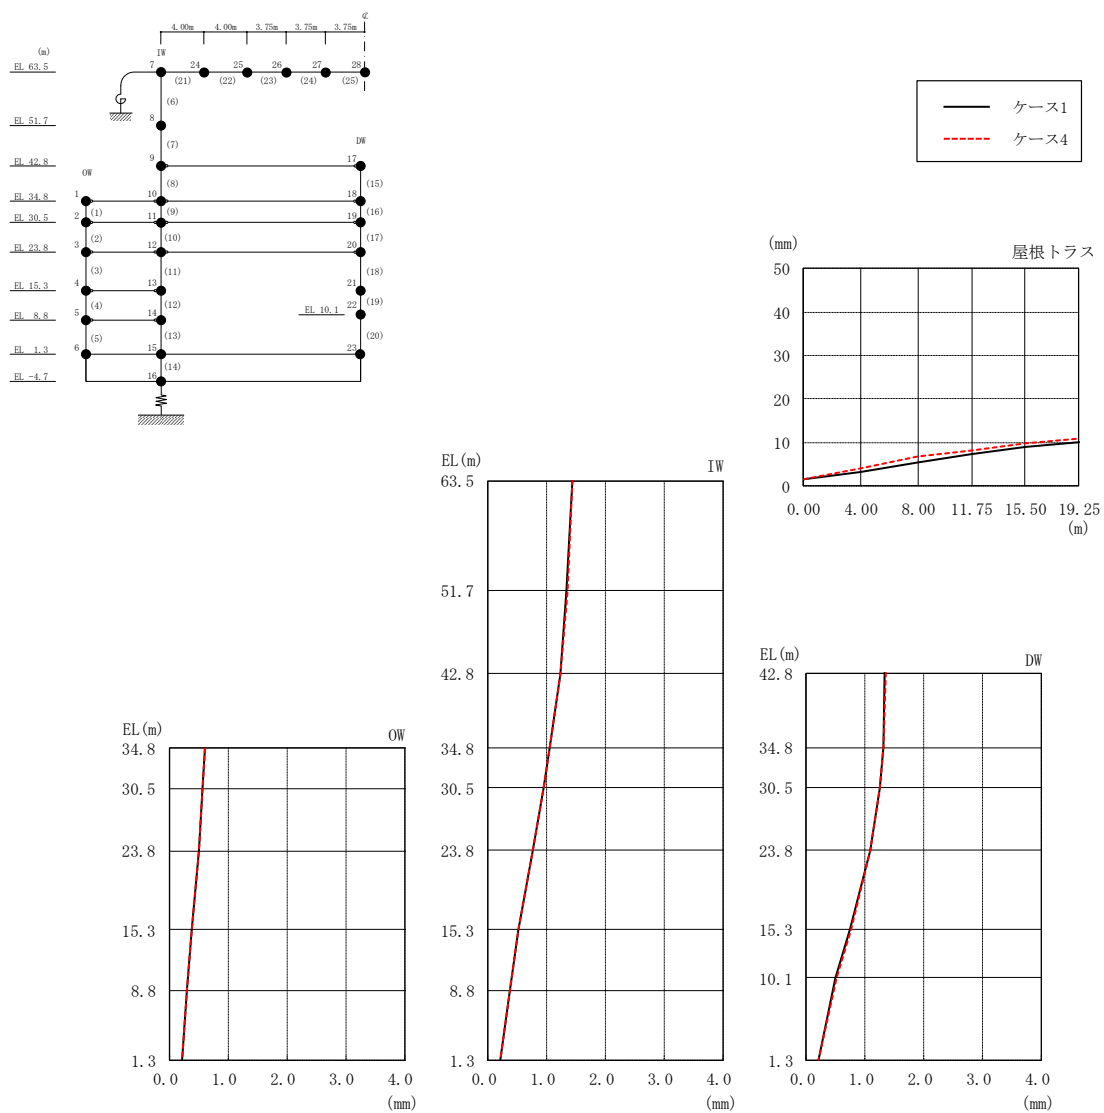 ℄
4.00m 4.00m 3.75m 3.75m 3.75m
(m) IW
EL 63.5 7 24 25 26 27 28
(21) (22) (23) (24) (25)
(6)
EL 51.7 8
(7) DW
EL 42.8 9 17
OW (8) (15)
EL 34.8 1 10 18
(1) (9) (16)
EL 30.5 2 11 19
(2) (10) (17)
EL 23.8 3 12 20
(3) (11) (18)
EL 15.3 4 13 21
(4) (12) (19)
EL 10.1 22
EL 8.8 5 14
(5) (13) (20)
EL 1.3 6 15 23
(14)
EL -4.7 16
ケース1
ケース4
(mm) 屋根トラス
50
40
30
20
10
0
0.00 4.00 8.00 11.75 15.50 19.25
(m)
EL(m) IW
63.5
51.7
42.8
34.8
30.5
23.8
15.3
8.8
1.3
0.0 1.0 2.0 3.0 4.0
(mm)
EL(m) OW
34.8
30.5
23.8
15.3
8.8
1.3
0.0 1.0 2.0 3.0 4.0
(mm)
EL(m) DW
42.8
34.8
30.5
23.8
15.3
10.1
1.3
0.0 1.0 2.0 3.0 4.0
(mm)